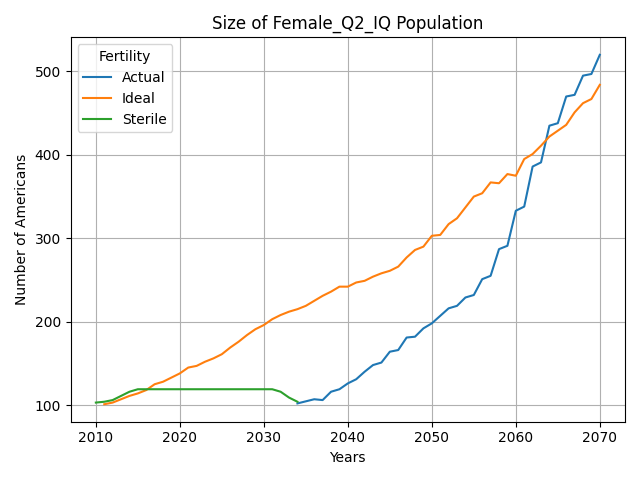 Size of Female_Q2_IQ Population
Fertility
Actual
Ideal
Sterile
Number of Americans
500
400
300
200
100
2010 2020 2030 2040 2050 2060 2070
Years